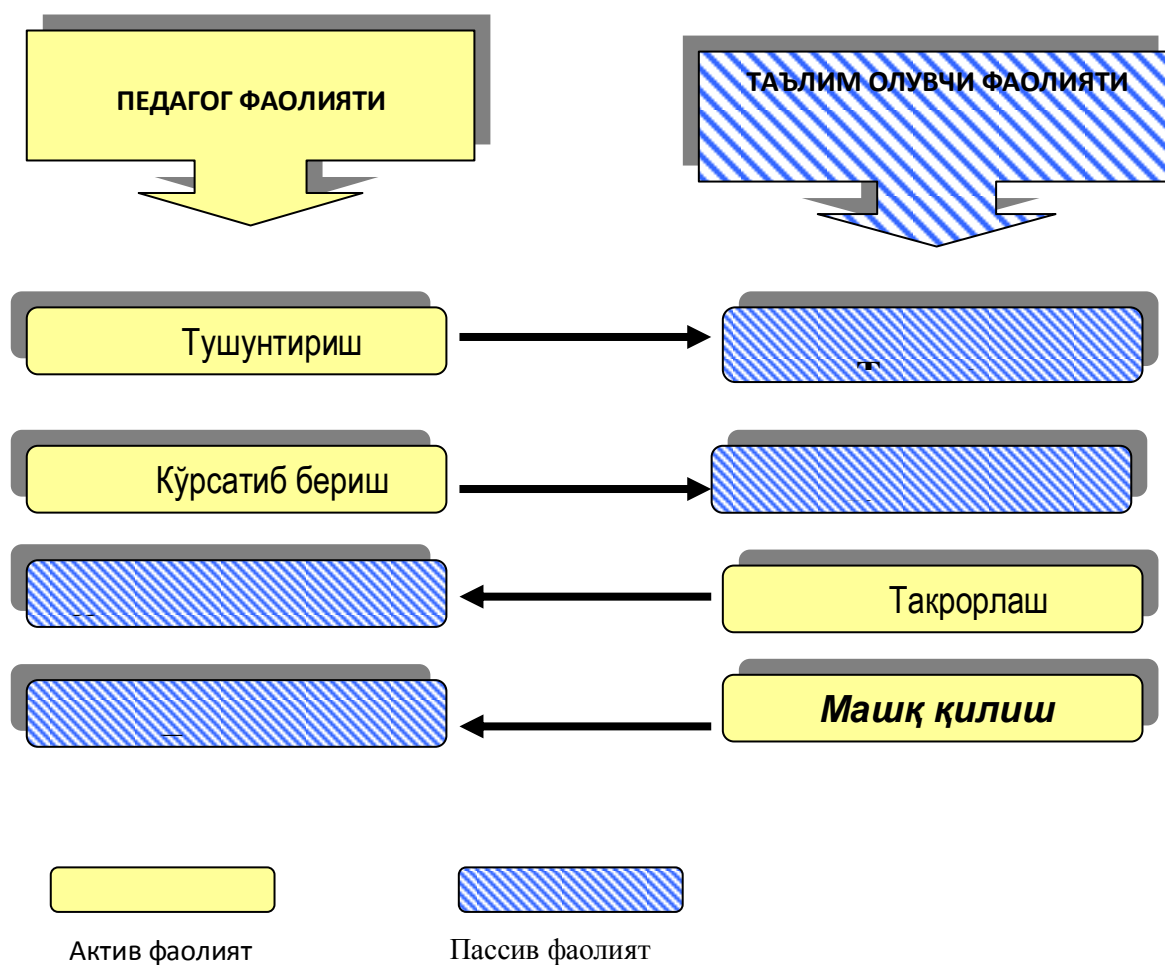 ПЕДАГОГ ФАОЛИЯТИ
ТАЪЛИМ ОЛУВЧИ ФАОЛИЯТИ
Тушунтириш
Кўрсатиб бериш
Такрорлаш
Машқ қилиш
Актив фаолият
Пассив фаолият